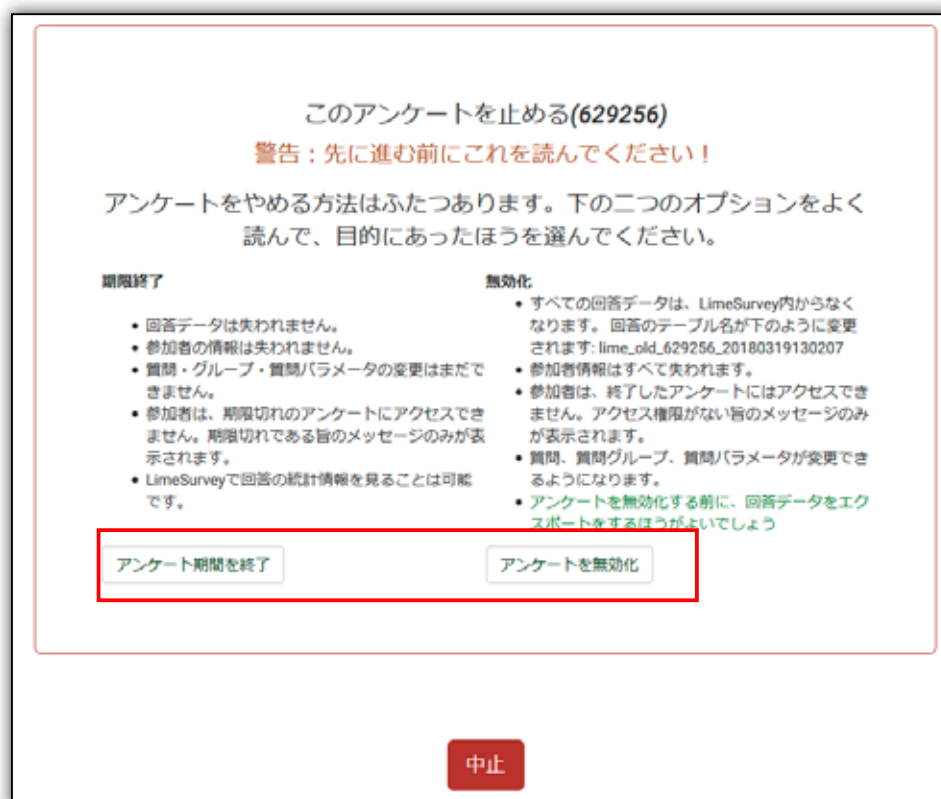 このアンケートを止める(629256)
警告：先に進む前にこれを読んでください！
アンケートをやめる方法はふたつあります。下の二つのオプションをよく
読んで、目的にあったほうを選んでください。
期限終了
• 回答データは失われません。
• 参加者の情報は失われません。
• 質問・グループ・質問パラメータの変更はまだで
きません。
• 参加者は、期限切れのアンケートにアクセスでき
ません。期限切れである旨のメッセージのみが表
示されます。
• LimeSurveyで回答の統計情報を見ることは可能
です。
アンケート期間を終了
無効化
• すべての回答データは、LimeSurvey内からなく
なります。 回答のテーブル名が下のように変更
されます: lime_old_629256_20180319130207
• 参加者情報はすべて失われます。
• 参加者は、終了したアンケートにはアクセスでき
ません。アクセス権限がない旨のメッセージのみ
が表示されます。
• 質問、質問グループ、質問パラメータが変更でき
るようになります。
• アンケートを無効化する前に、回答データをエク
スポートをするほうがよいでしょう
アンケートを無効化
中止